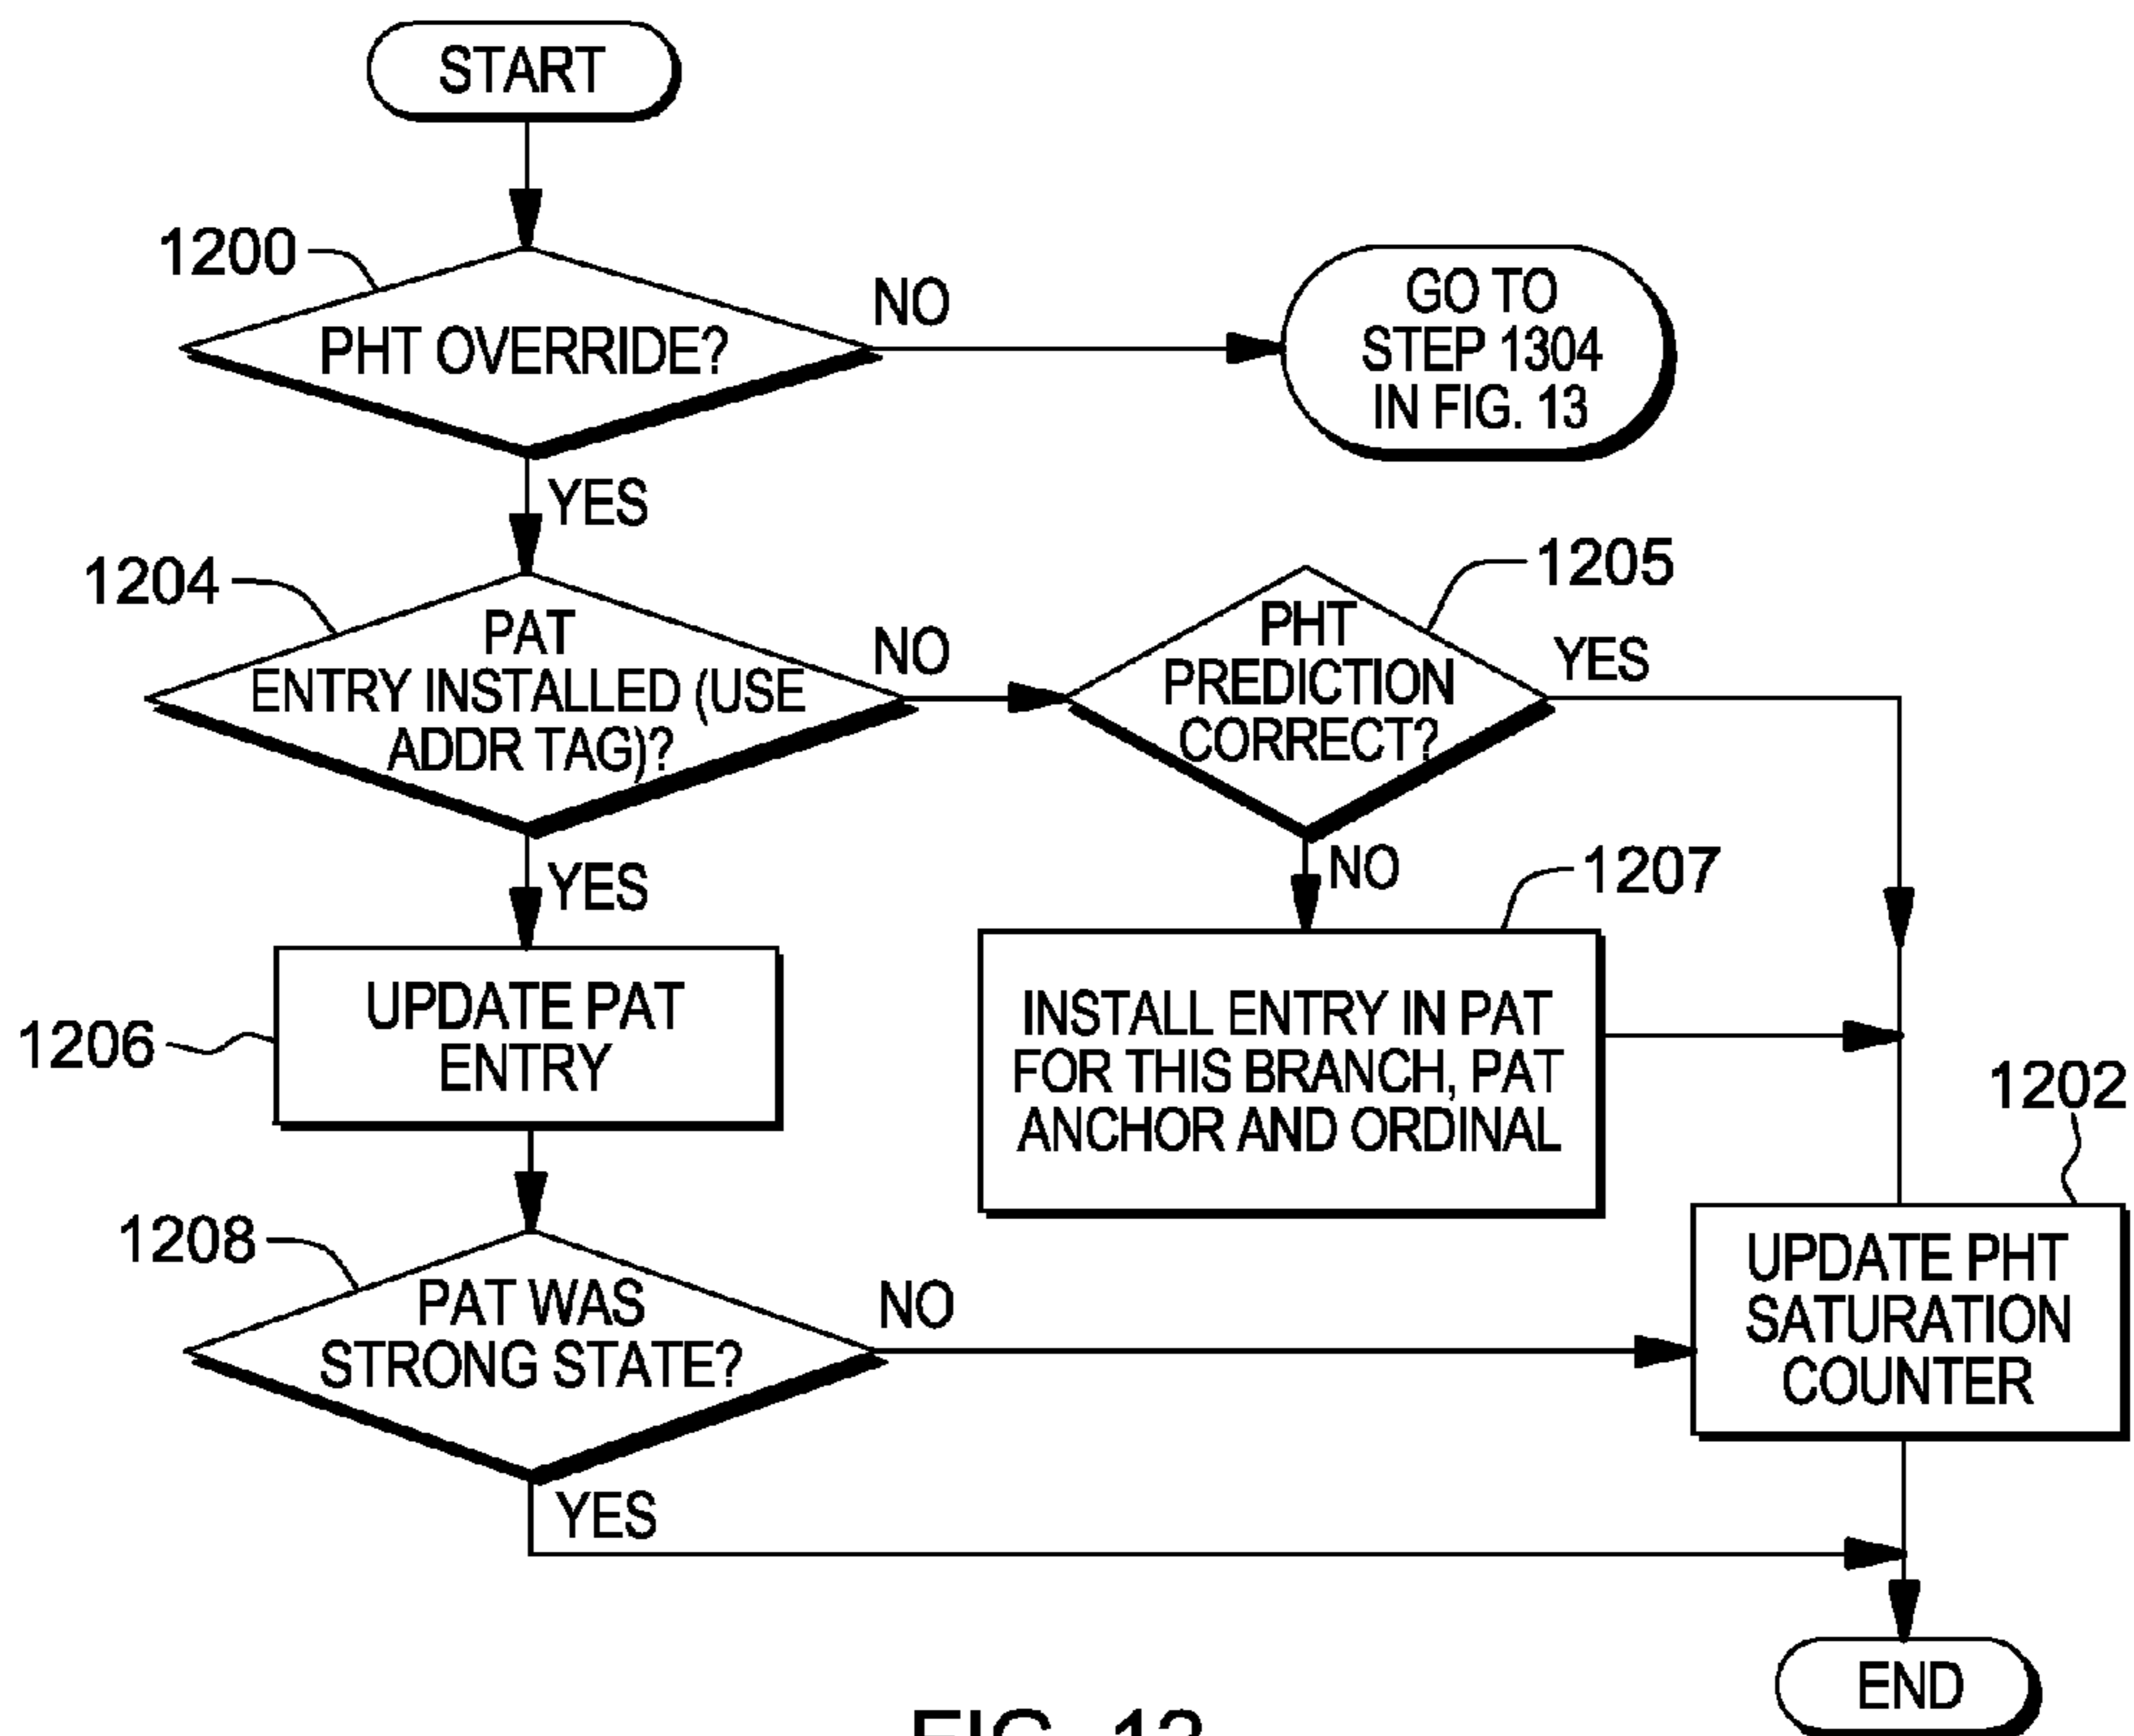 START
1200
PHT OVERRIDE?
NO
GO TO
STEP 1304
IN FIG. 13
YES
1204
PAT
ENTRY INSTALLED (USE
ADDR TAG)?
NO
1205
PHT
PREDICTION
CORRECT?
YES
YES
NO
1207
1206
UPDATE PAT
ENTRY
INSTALL ENTRY IN PAT
FOR THIS BRANCH, PAT
ANCHOR AND ORDINAL
1202
1208
PAT WAS
STRONG STATE?
NO
UPDATE PHT
SATURATION
COUNTER
YES
END
FIG. 12